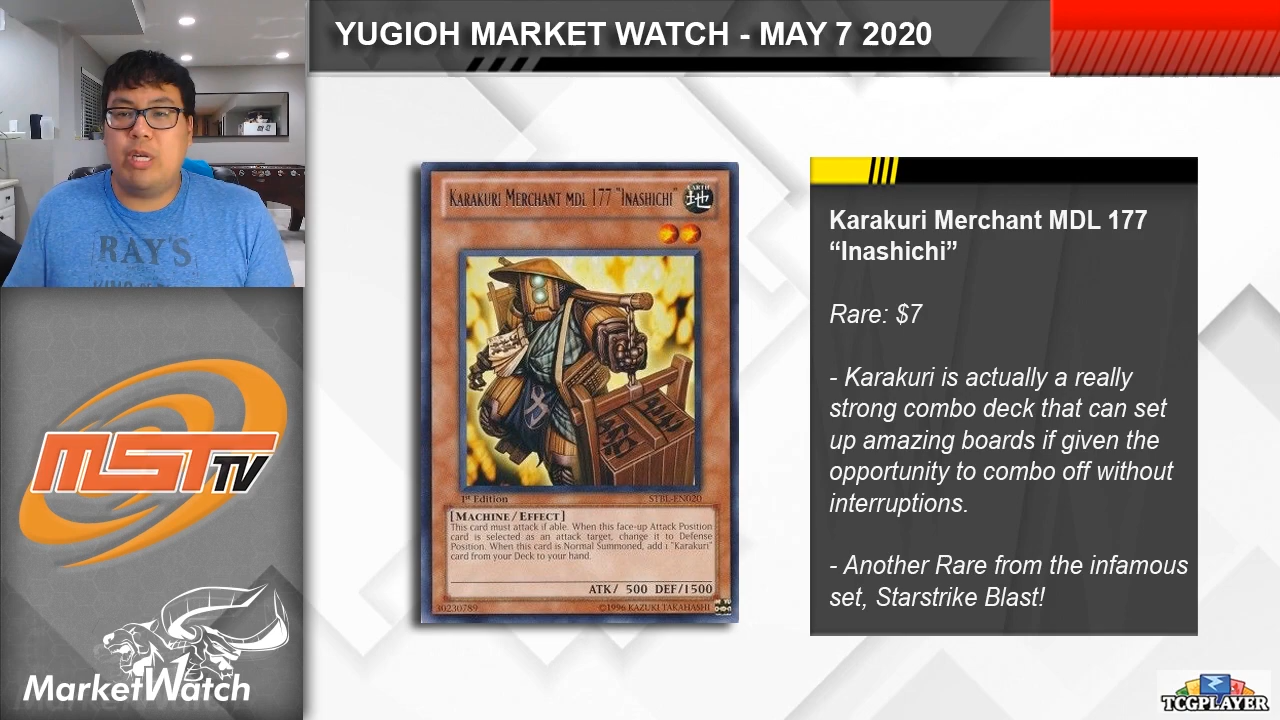 YUGIOH MARKET WATCH - MAY 7 2020
RAY'S
MST TV
MarketWatch
KARAKURI MERCHANT MDL 177 "INASHICHI"
EARTH
地
1st Edition
STBL-EN020
[MACHINE/EFFECT]
This card must attack if able. When this face-up Attack Position
card is selected as an attack target, change it to Defense
Position. When this card is Normal Summoned, add 1 "Karakuri"
card from your Deck to your hand.
ATK/ 500 DEF/1500
30230789
©1996 KAZUKI TAKAHASHI
Karakuri Merchant MDL 177
“Inashichi”
Rare: $7
- Karakuri is actually a really
strong combo deck that can set
up amazing boards if given the
opportunity to combo off without
interruptions.
- Another Rare from the infamous
set, Starstrike Blast!
TCGPLAYER